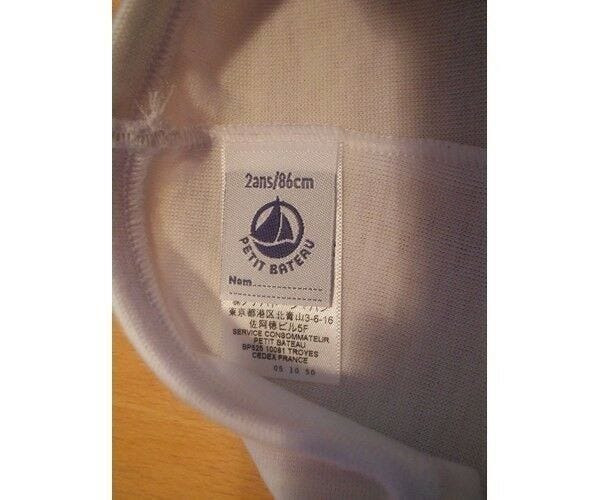 2ans/86cm
PETIT BATEAU
Nom
東京都港区北青山3-6-16
佐阿徳ビル5F
SERVICE CONSOMMATEUR
PETIT BATEAU
BP525 10081 TROYES
CEDEX FRANCE
05 10 50